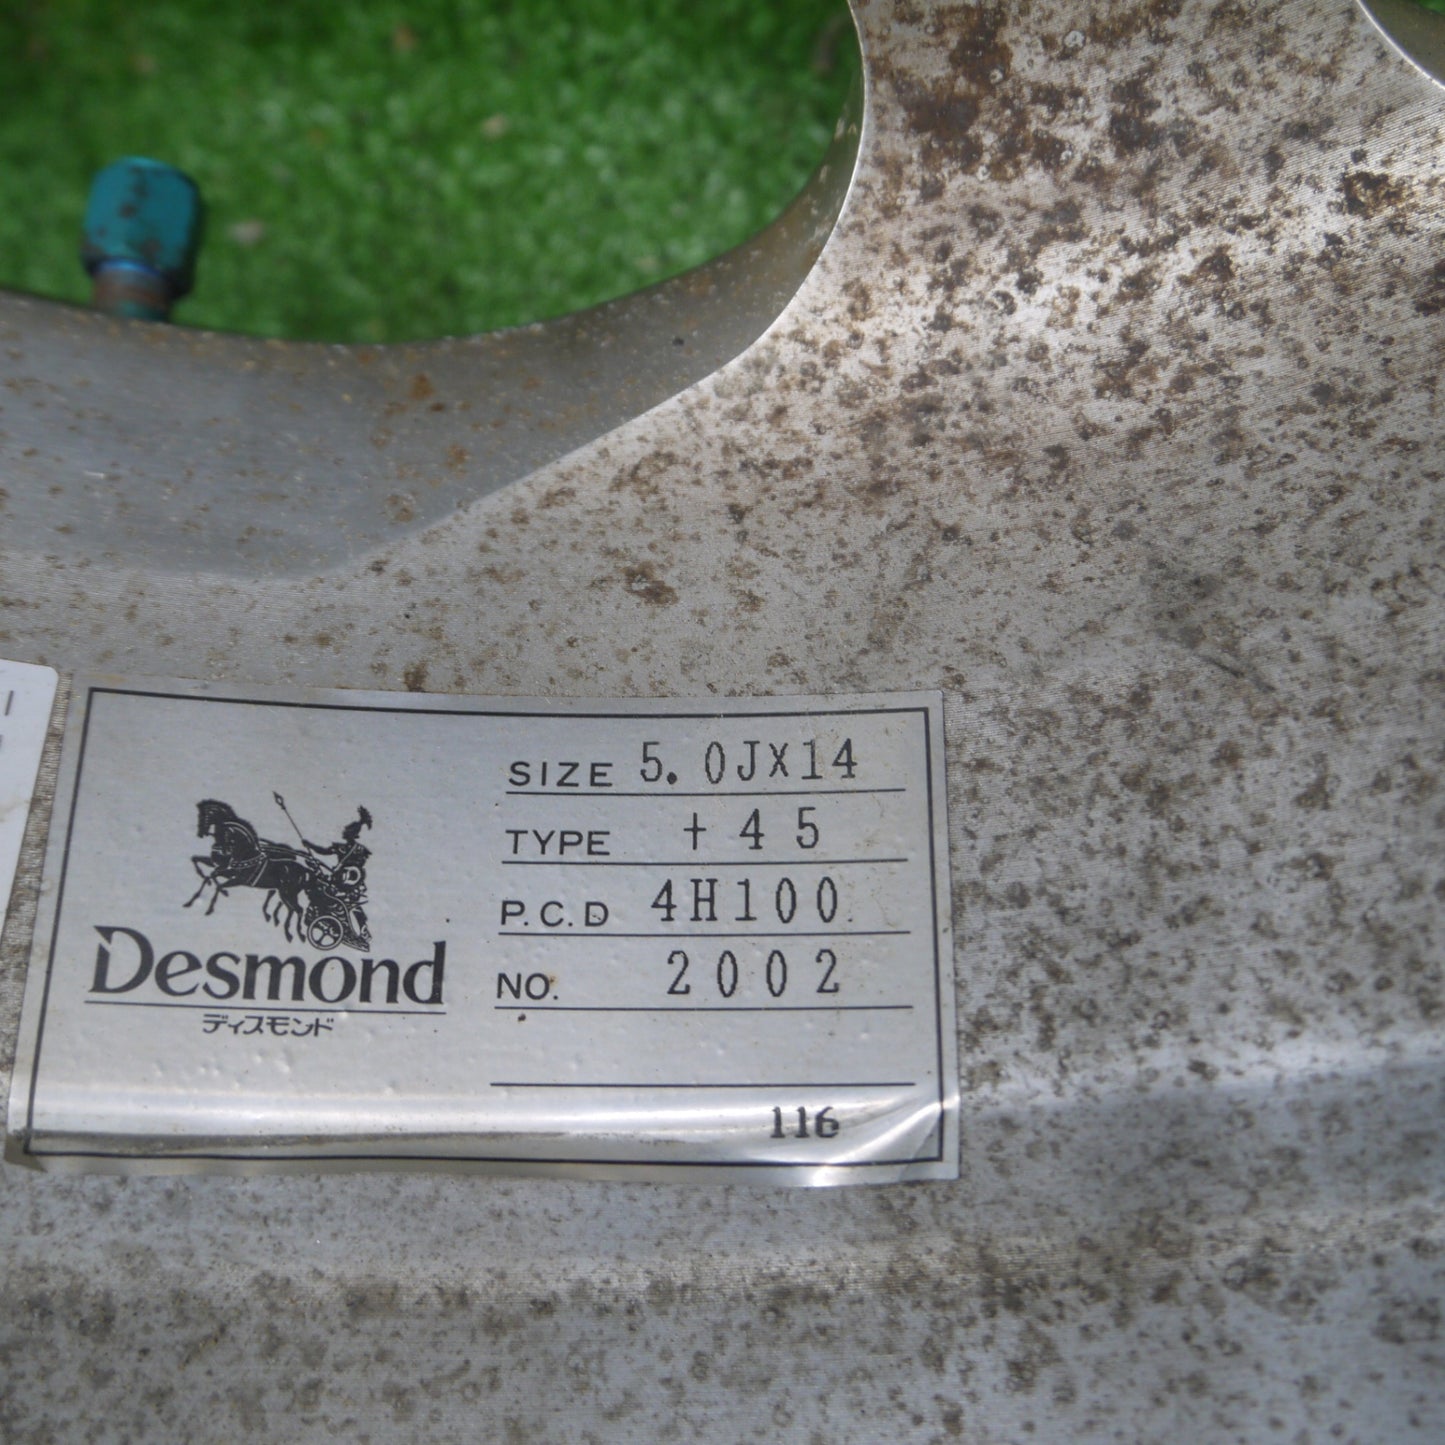 Desmond
ディスモンド
SIZE 5.0JX14
TYPE +45
P.C.D 4H100
NO. 2002
116